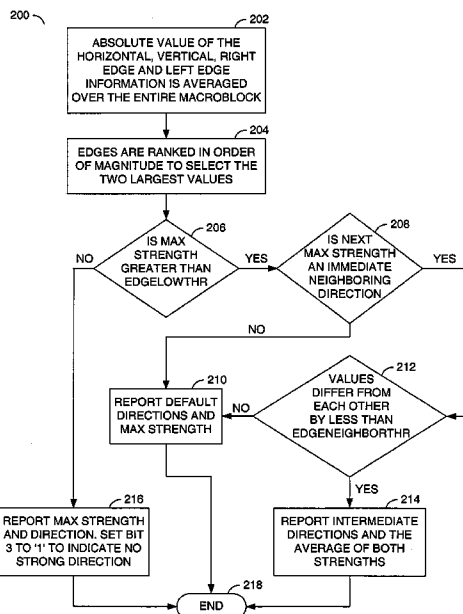 200
202
ABSOLUTE VALUE OF THE
HORIZONTAL, VERTICAL, RIGHT
EDGE AND LEFT EDGE
INFORMATION IS AVERAGED
OVER THE ENTIRE MACROBLOCK
204
EDGES ARE RANKED IN ORDER
OF MAGNITUDE TO SELECT THE
TWO LARGEST VALUES
206
IS MAX
STRENGTH
GREATER THAN
EDGELOWTHR
NO
YES
208
IS NEXT
MAX STRENGTH
AN IMMEDIATE
NEIGHBORING
DIRECTION
YES
NO
210
REPORT DEFAULT
DIRECTIONS AND
MAX STRENGTH
NO
212
VALUES
DIFFER FROM
EACH OTHER
BY LESS THAN
EDGENEIGHBORTHR
YES
216
REPORT MAX STRENGTH
AND DIRECTION. SET BIT
3 TO '1' TO INDICATE NO
STRONG DIRECTION
214
REPORT INTERMEDIATE
DIRECTIONS AND THE
AVERAGE OF BOTH
STRENGTHS
218
END